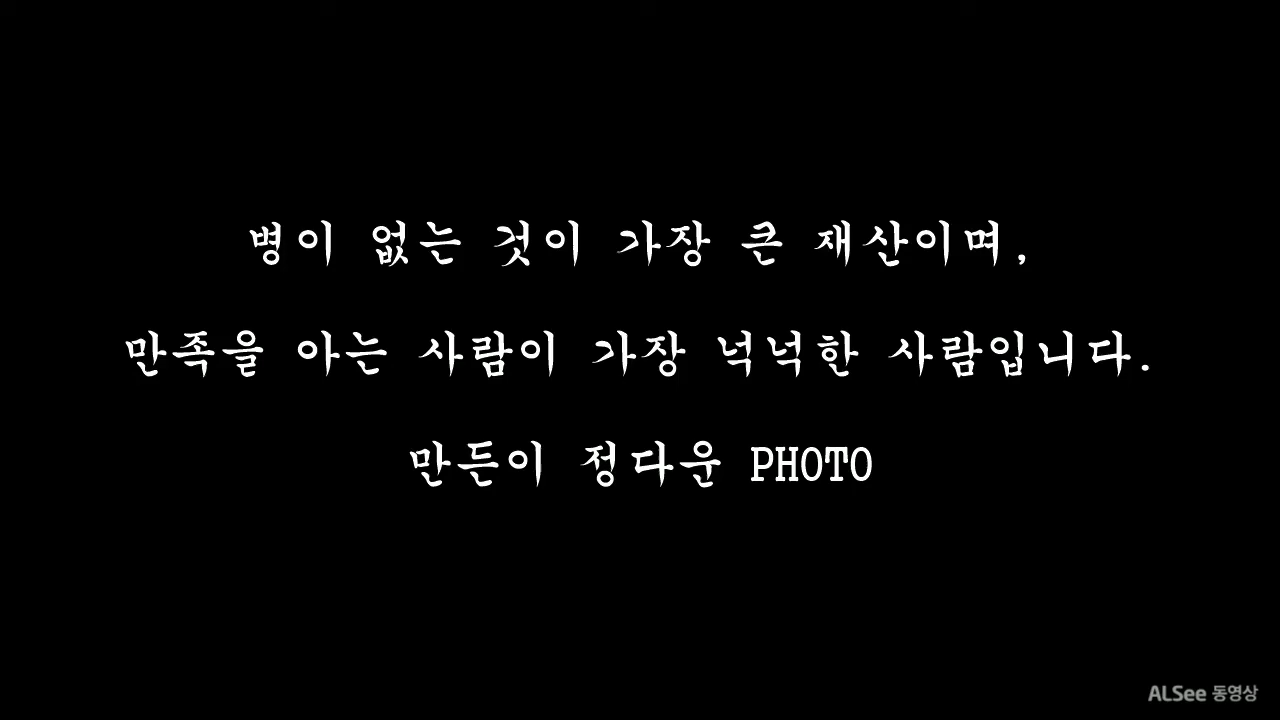 병이 없는 것이 가장 큰 재산이며,
만족을 아는 사람이 가장 넉넉한 사람입니다.
만든이 정다운 PHOTO
ALSee 동영상